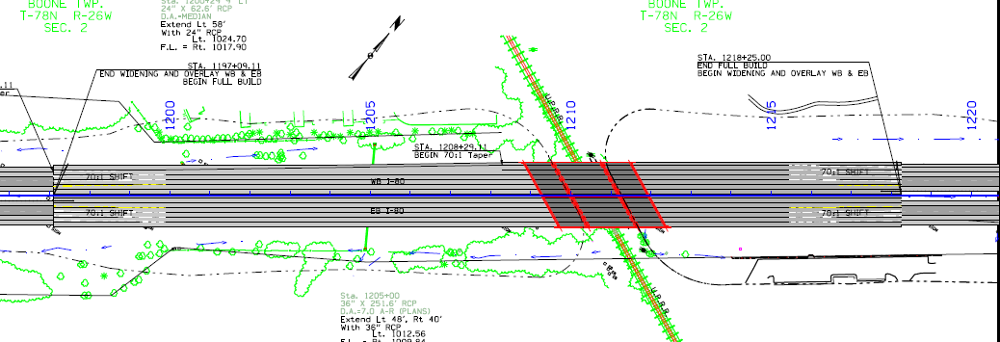 BOONE TWP.
T-78N R-26W
SEC. 2
24" X 62.6' RCP
D.A.=MEDIAN
Extend Lt 58'
With 24" RCP
Lt. 1024.70
F.L. = Rt. 1017.90
BOONE TWP.
T-78N R-26W
SEC. 2
STA. 1197+09.11
END WIDENING AND OVERLAY WB & EB
BEGIN FULL BUILD
STA. 1218+25.00
END FULL BUILD
BEGIN WIDENING AND OVERLAY WB & EB
.11
er
1200
1205
1210
1215
1220
U.P.R.R.
STA. 1208+29.11
BEGIN 70:1 Taper
70:1 SHIFT
WB I-80
70:1 SHIFT
70:1 SHIFT
EB I-80
70:1 SHIFT
U.P.R.R.
Sta. 1205+00
36" X 251.6' RCP
D.A.=7.0 A-R (PLANS)
Extend Lt 48', Rt 40'
With 36" RCP
Lt. 1012.56